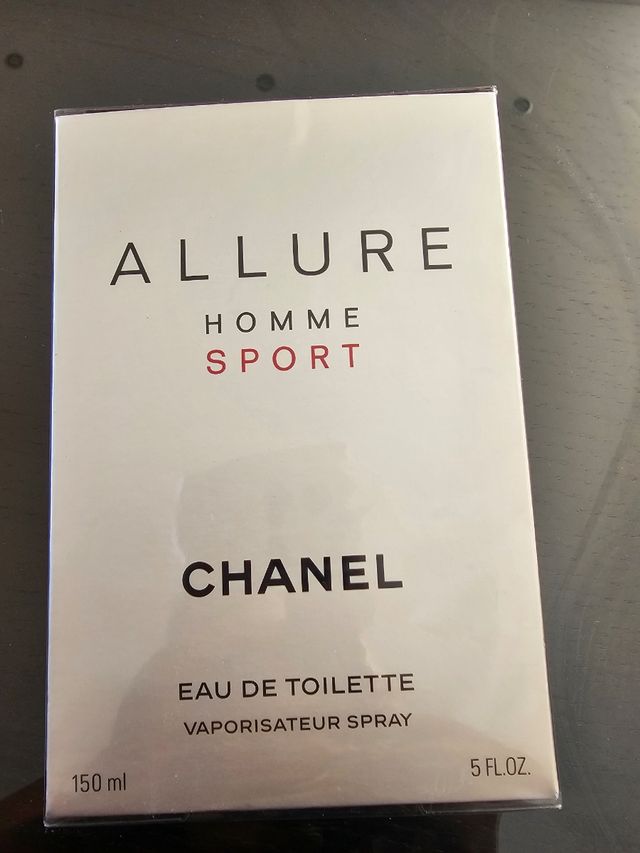 ALLURE
HOMME
SPORT
CHANEL
EAU DE TOILETTE
VAPORISATEUR SPRAY
150 ml 5 FL.OZ.